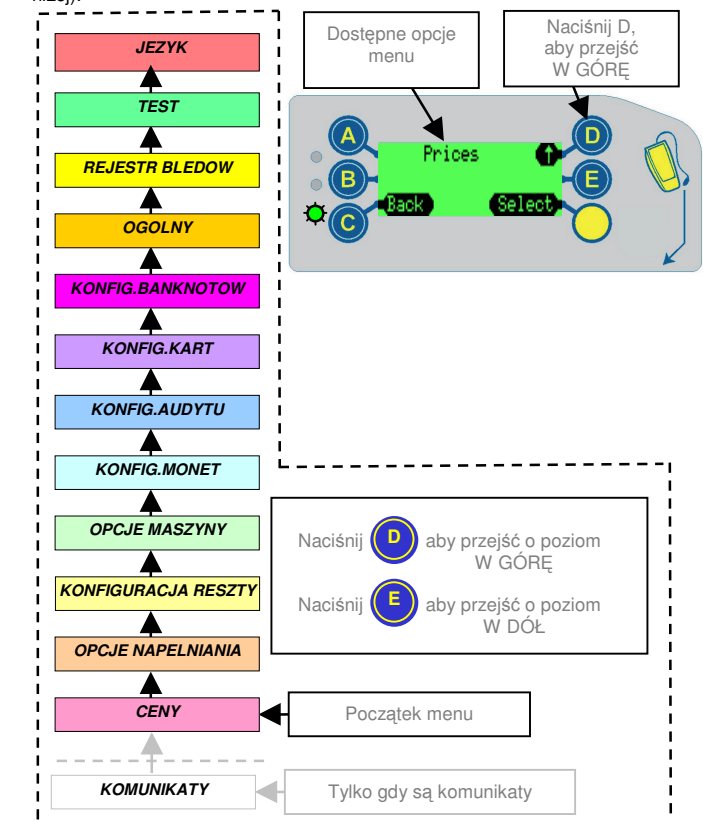 niżej).
JEZYK
TEST
REJESTR BLEDOW
OGOLNY
KONFIG.BANKNOTOW
KONFIG.KART
KONFIG.AUDYTU
KONFIG.MONET
OPCJE MASZYNY
KONFIGURACJA RESZTY
OPCJE NAPELNIANIA
CENY
KOMUNIKATY
Dostępne opcje
menu
Naciśnij D,
aby przejść
W GÓRĘ
A
B
C
D
E
Prices
Back
Select
Naciśnij D aby przejść o poziom
W GÓRĘ
Naciśnij E aby przejść o poziom
W DÓŁ
Początek menu
Tylko gdy są komunikaty